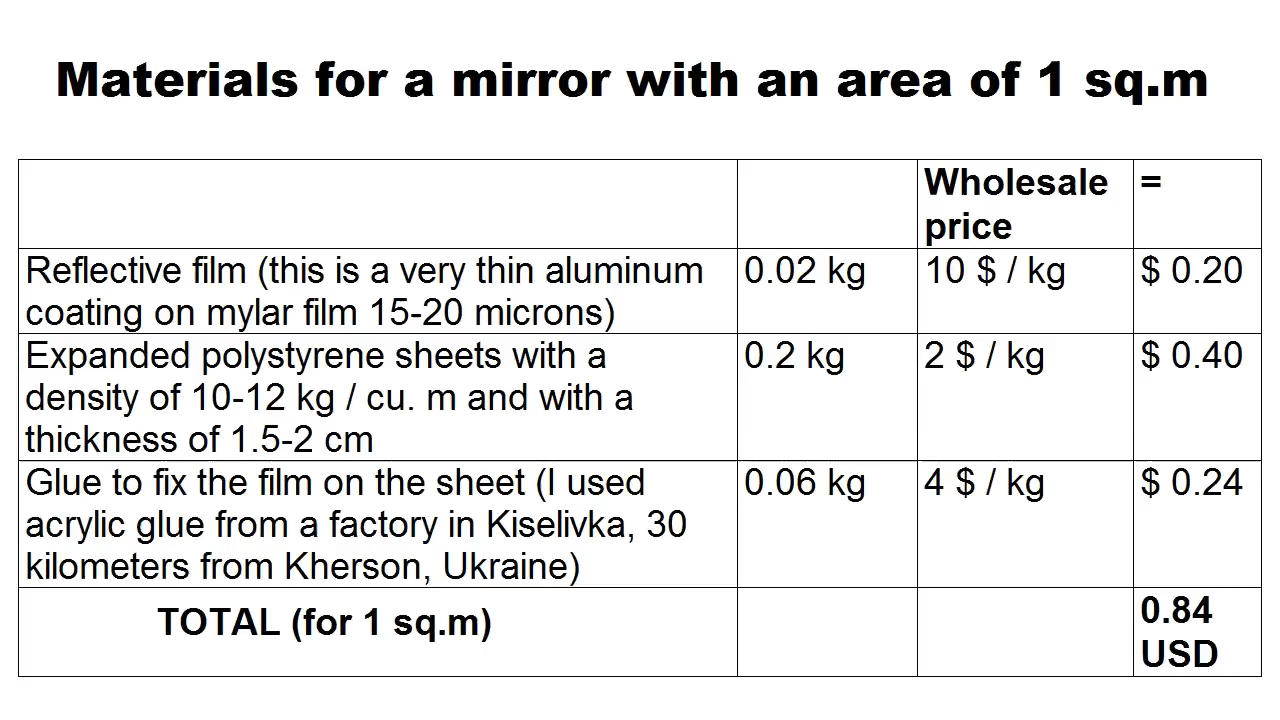 Materials for a mirror with an area of 1 sq.m
Wholesale
price
=
Reflective film (this is a very thin aluminum
coating on mylar film 15-20 microns)
0.02 kg
10 $ / kg
$ 0.20
Expanded polystyrene sheets with a
density of 10-12 kg / cu. m and with a
thickness of 1.5-2 cm
0.2 kg
2 $ / kg
$ 0.40
Glue to fix the film on the sheet (I used
acrylic glue from a factory in Kiselivka, 30
kilometers from Kherson, Ukraine)
0.06 kg
4 $ / kg
$ 0.24
TOTAL (for 1 sq.m)
0.84
USD